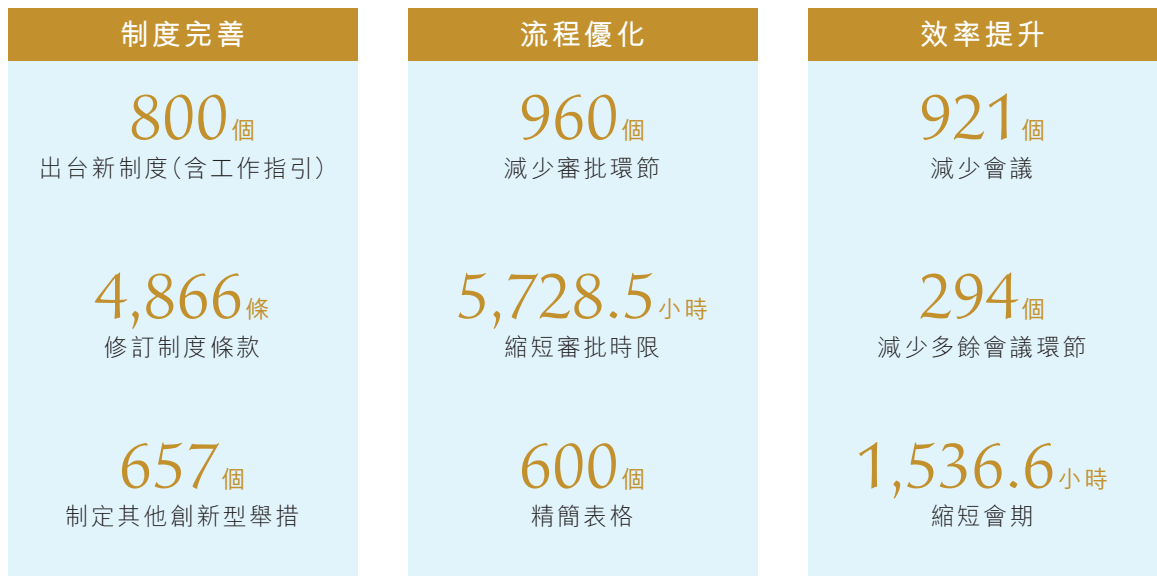 制度完善
800個
出台新制度(含工作指引)
4,866條
修訂制度條款
657個
制定其他創新型舉措
流程優化
960個
減少審批環節
5,728.5小時
縮短審批時限
600個
精簡表格
效率提升
921個
減少會議
294個
減少多餘會議環節
1,536.6小時
縮短會期